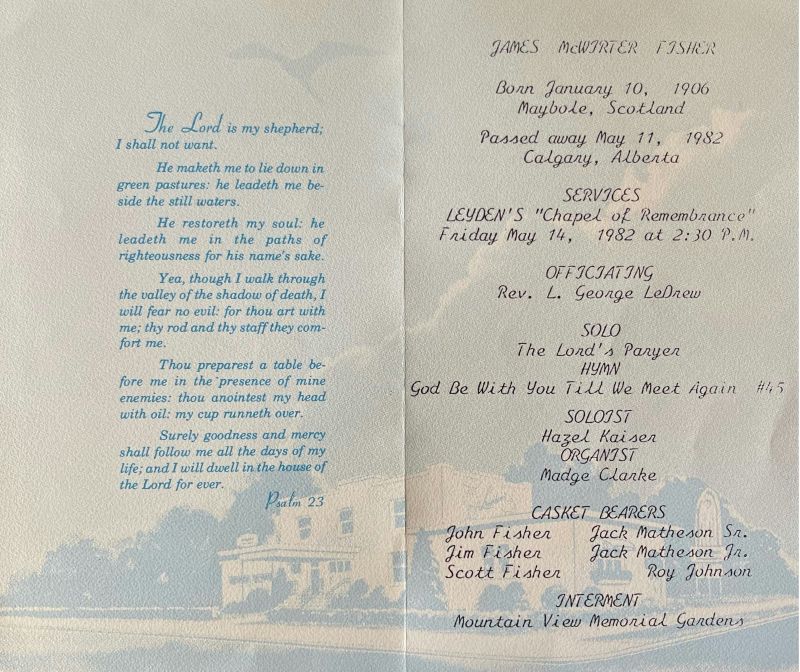 The Lord is my shepherd;
I shall not want.
He maketh me to lie down in
green pastures: he leadeth me be-
side the still waters.
He restoreth my soul: he
leadeth me in the paths of
righteousness for his name's sake.
Yea, though I walk through
the valley of the shadow of death, I
will fear no evil: for thou art with
me; thy rod and thy staff they com-
fort me.
Thou preparest a table be-
fore me in the presence of mine
enemies: thou anointest my head
with oil: my cup runneth over.
Surely goodness and mercy
shall follow me all the days of my
life; and I will dwell in the house of
the Lord for ever.
Psalm 23
JAMES McWIRTER FISHER
Born January 10, 1906
Maybole, Scotland
Passed away May 11, 1982
Calgary, Alberta
SERVICES
LEYDEN'S "Chapel of Remembrance"
Friday May 14, 1982 at 2:30 P.M.
OFFICIATING
Rev. L. George LeDrew
SOLO
The Lord's Paryer
HYMN
God Be With You Till We Meet Again #45
SOLOIST
Hazel Kaiser
ORGANIST
Madge Clarke
CASKET BEARERS
John Fisher Jack Matheson Sr.
Jim Fisher Jack Matheson Jr.
Scott Fisher Roy Johnson
INTERMENT
Mountain View Memorial Gardens